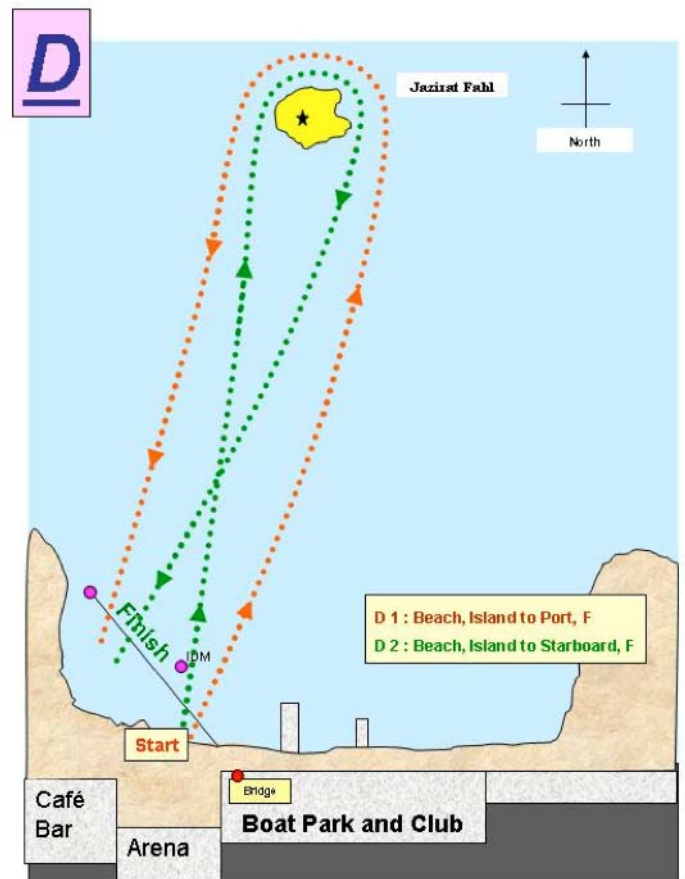 D
Jazirat Fahl
North
Finish
IDM
D 1 : Beach, Island to Port, F
D 2 : Beach, Island to Starboard, F
Start
Bridge
Café
Bar
Boat Park and Club
Arena